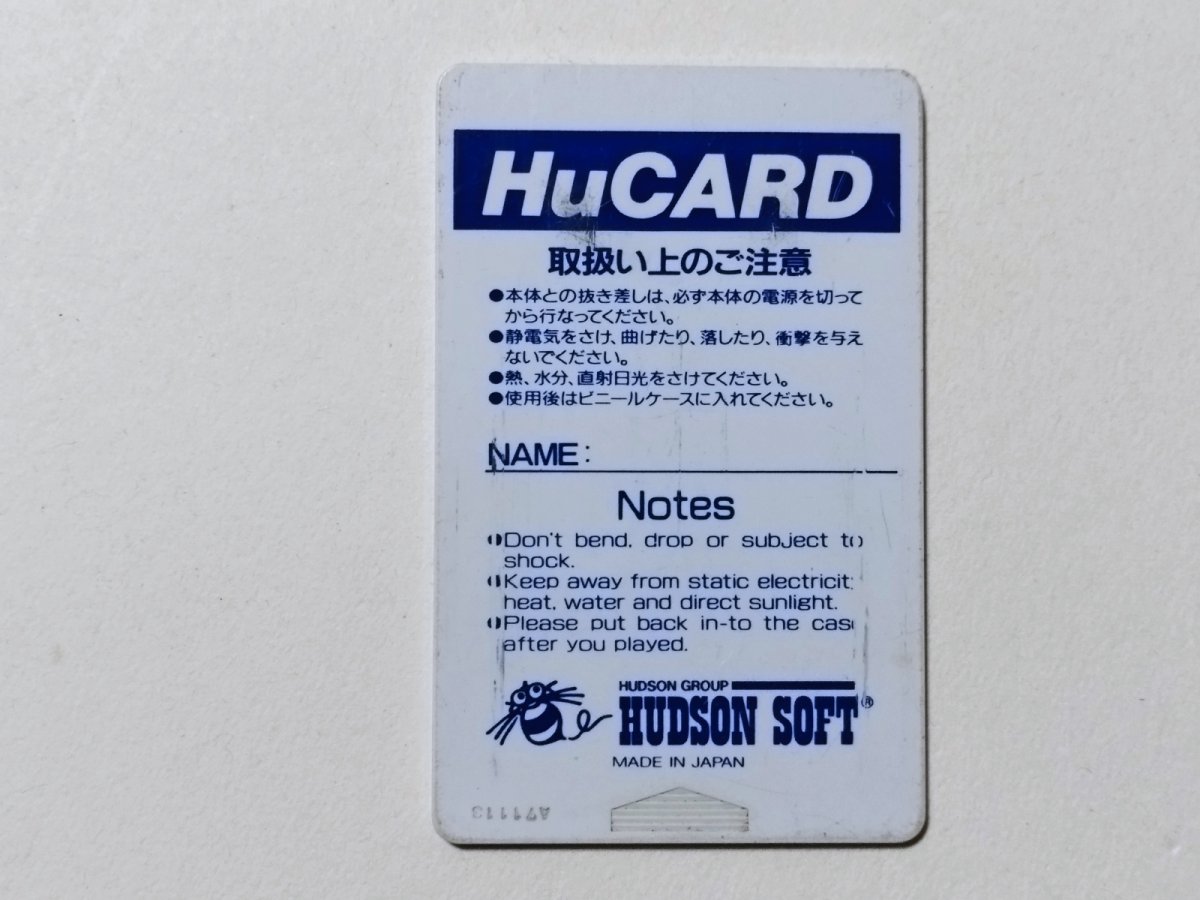 HuCARD
取扱い上のご注意
●本体との抜き差しは、必ず本体の電源を切って
から行なってください。
●静電気をさけ、曲げたり、落したり、衝撃を与え
ないでください。
●熱、水分、直射日光をさけてください。
●使用後はビニールケースに入れてください。
NAME:
Notes
●Don't bend, drop or subject to
shock.
●Keep away from static electricity
heat, water and direct sunlight.
●Please put back in-to the case
after you played.
HUDSON GROUP
HUDSON SOFT®
MADE IN JAPAN